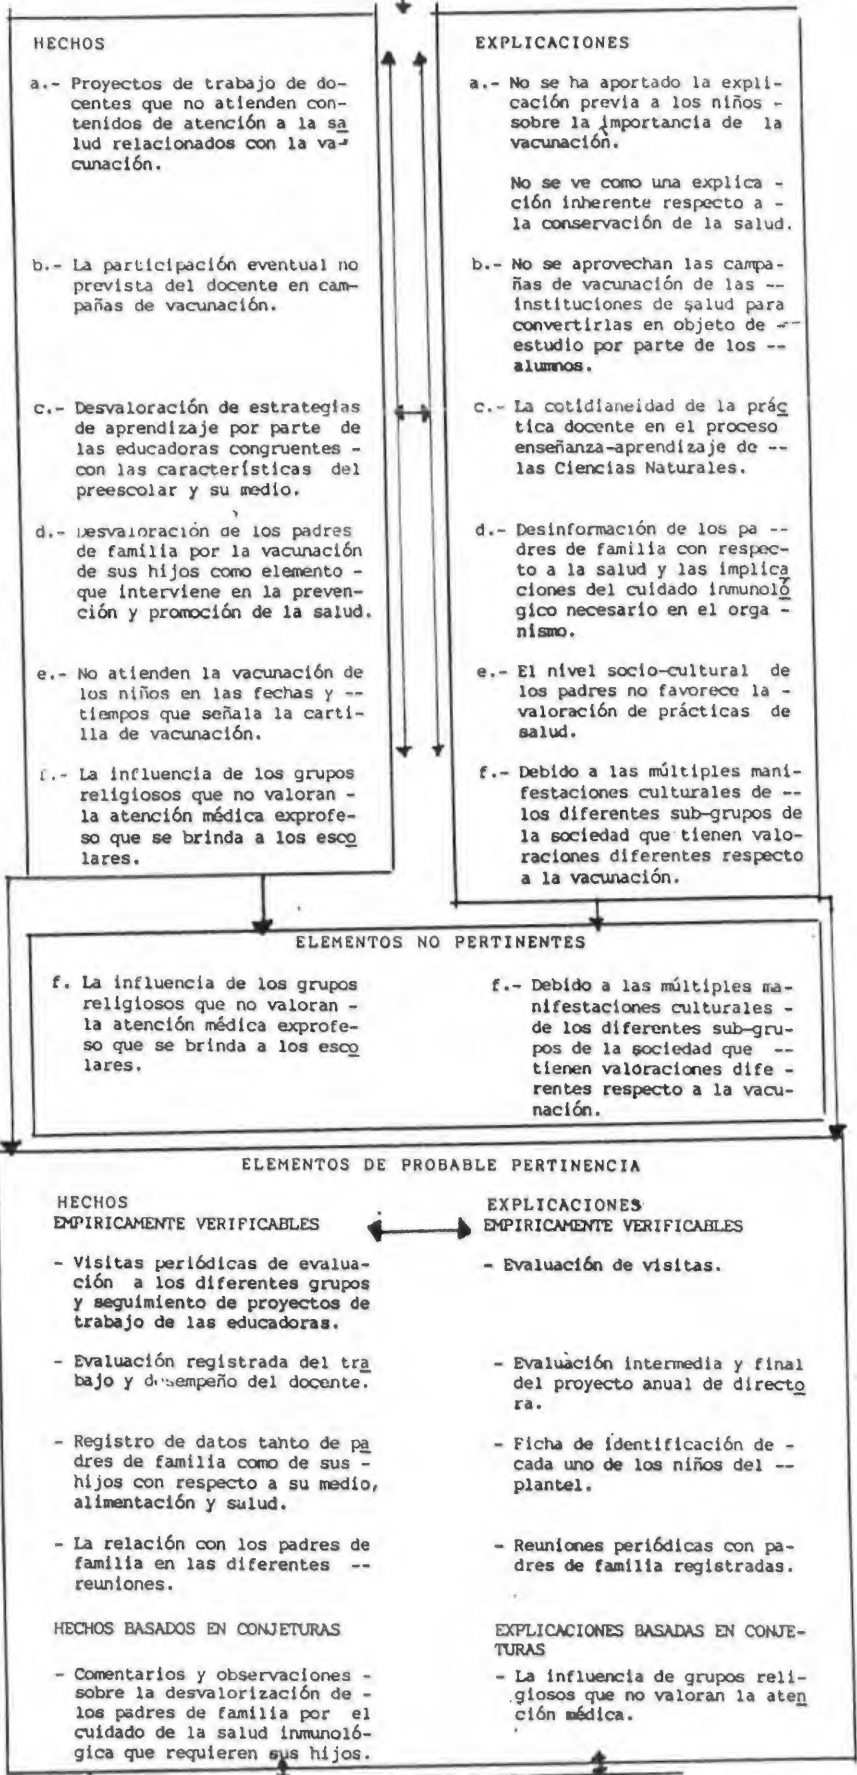 HECHOS
a.- Proyectos de trabajo de do-
centes que no atienden con-
tenidos de atención a la sa
lud relacionados con la va-
cunación.
b.- La participación eventual no
prevista del docente en cam-
pañas de vacunación.
c.- Desvaloración de estrategias
de aprendizaje por parte de
las educadoras congruentes -
con las características del
preescolar y su medio.
d.- Desvaloración de los padres
de familia por la vacunación
de sus hijos como elemento -
que interviene en la preven-
ción y promoción de la salud.
e.- No atienden la vacunación de
los niños en las fechas y --
tiempos que señala la carti-
lla de vacunación.
f.- La influencia de los grupos
religiosos que no valoran -
la atención médica exprofe-
so que se brinda a los esco
lares.
EXPLICACIONES
a.- No se ha aportado la expli-
cación previa a los niños -
sobre la importancia de la
vacunación.
No se ve como una explica -
ción inherente respecto a -
la conservación de la salud.
b.- No se aprovechan las campa-
ñas de vacunación de las --
instituciones de salud para
convertirlas en objeto de --
estudio por parte de los --
alumnos.
c.- La cotidianeidad de la prác
tica docente en el proceso
enseñanza-aprendizaje de --
las Ciencias Naturales.
d.- Desinformación de los pa --
dres de familia con respec-
to a la salud y las implica
ciones del cuidado inmunoló
gico necesario en el orga -
nismo.
e.- El nivel socio-cultural de
los padres no favorece la -
valoración de prácticas de
salud.
f.- Debido a las múltiples mani-
festaciones culturales de --
los diferentes sub-grupos de
la sociedad que tienen valo-
raciones diferentes respecto
a la vacunación.
ELEMENTOS NO PERTINENTES
f. La influencia de los grupos
religiosos que no valoran -
la atención médica exprofe-
so que se brinda a los esco
lares.
f.- Debido a las múltiples ma-
nifestaciones culturales -
de los diferentes sub-gru-
pos de la sociedad que --
tienen valoraciones dife -
rentes respecto a la vacu-
nación.
ELEMENTOS DE PROBABLE PERTINENCIA
HECHOS
EMPIRICAMENTE VERIFICABLES
- Visitas periódicas de evalua-
ción a los diferentes grupos
y seguimiento de proyectos de
trabajo de las educadoras.
- Evaluación registrada del tra
bajo y desempeño del docente.
- Registro de datos tanto de pa
dres de familia como de sus -
hijos con respecto a su medio,
alimentación y salud.
- La relación con los padres de
familia en las diferentes --
reuniones.
HECHOS BASADOS EN CONJETURAS
- Comentarios y observaciones -
sobre la desvalorización de -
los padres de familia por el
cuidado de la salud inmunoló-
gica que requieren sus hijos.
EXPLICACIONES
EMPIRICAMENTE VERIFICABLES
- Evaluación de visitas.
- Evaluación intermedia y final
del proyecto anual de directo
ra.
- Ficha de identificación de -
cada uno de los niños del --
plantel.
- Reuniones periódicas con pa-
dres de familia registradas.
EXPLICACIONES BASADAS EN CONJE-
TURAS
- La influencia de grupos reli-
giosos que no valoran la aten
ción médica.